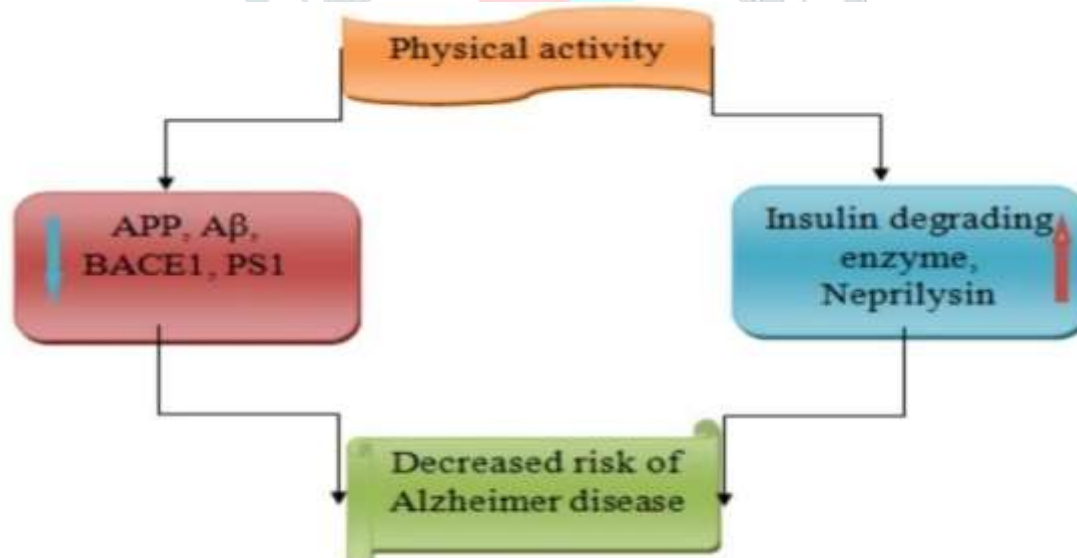 Physical activity
APP, Aβ,
BACE1, PS1
Insulin degrading
enzyme,
Neprilysin
Decreased risk of
Alzheimer disease